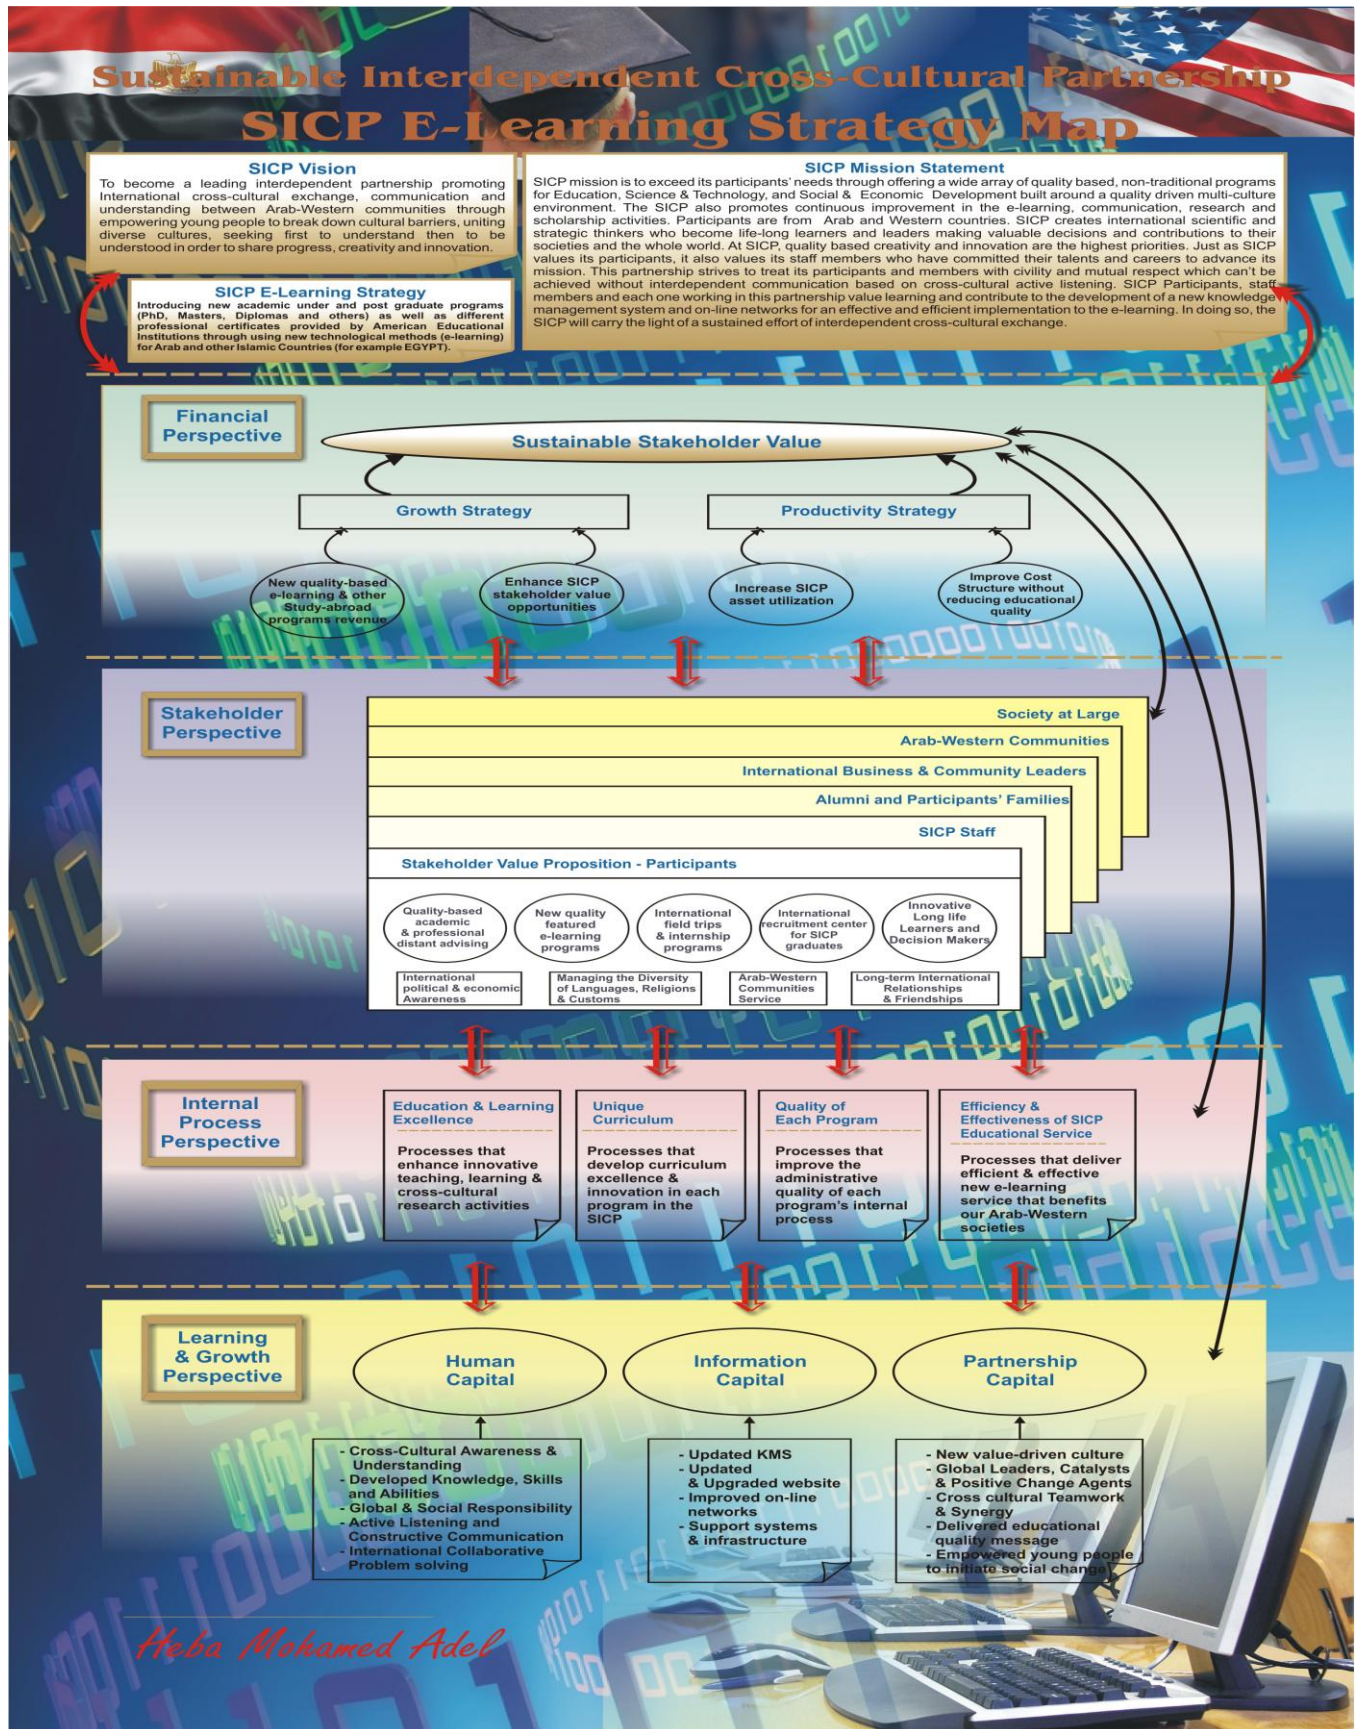 Sustainable Interdependent Cross-Cultural Partnership
SICP E-Learning Strategy Map
SICP Vision
To become a leading interdependent partnership promoting
International cross-cultural exchange, communication and
understanding between Arab-Western communities through
empowering young people to break down cultural barriers, uniting
diverses cultures, seeking first to understand then to be
understood in order to share progress, creativity and innovation.
SICP E-Learning Strategy
Introducing new academic under and post graduate programs
(PhD, Masters, Diplomas and others) as well as different
professional certificates provided by American Educational
Institutions through using new technological methods (e-learning)
for Arab and other Islamic Countries (for example EGYPT).
SICP Mission Statement
SICP mission is to exceed its participants' needs through offering a wide array of quality based, non-traditional programs
for Education, Science & Technology, and Social & Economic Development built around a quality driven multi-culture
environment. The SICP also promotes continuous improvement in the e-learning, communication, research and
scholarship activities. Participants are from Arab and Western countries. SICP creates international scientific and
strategic thinkers who become life-long learners and leaders making valuable decisions and contributions to their
societies and the whole world. At SICP, quality based creativity and innovation are the highest priorities. Just as SICP
values its participants, it also values its staff members who have committed their talents and careers to advance its
mission. This partnership strives to treat its participants and members with civility and mutual respect which can't be
achieved without interdependent communication based on cross-cultural active listening. SICP Participants, staff
members and each one working in this partnership value learning and contribute to the development of a new knowledge
management system and on-line networks for an effective and efficient implementation to the e-learning. In doing so, the
SICP will carry the light of a sustained effort of interdependent cross-cultural exchange.
Financial
Perspective
Sustainable Stakeholder Value
Growth Strategy
Productivity Strategy
New quality-based
e-learning & other
Study-abroad
programs revenue
Enhance SICP
stakeholder value
opportunities
Increase SICP
asset utilization
Improve Cost
Structure without
reducing educational
quality
Stakeholder
Perspective
Society at Large
Arab-Western Communities
International Business & Community Leaders
Alumni and Participants' Families
SICP Staff
Stakeholder Value Proposition - Participants
Quality-based
academic
& professional
distant advising
New quality
featured
e-learning
programs
International
field trips
& internship
programs
International
recruitment center
for SICP
graduates
Innovative
Long life
Learners and
Decision Makers
International
political & economic
Awareness
Managing the Diversity
of Languages, Religions
& Customs
Arab-Western
Communities
Service
Long-term International
Relationships
& Friendships
Internal
Process
Perspective
Education & Learning
Excellence
Processes that
enhance innovative
teaching, learning &
cross-cultural
research activities
Unique
Curriculum
Processes that
develop curriculum
excellence &
innovation in each
program in the
SICP
Quality of
Each Program
Processes that
improve the
administrative
quality of each
program's internal
process
Efficiency &
Effectiveness of SICP
Educational Service
Processes that deliver
efficient & effective
new e-learning
service that benefits
our Arab-Western
societies
Learning
& Growth
Perspective
Human
Capital
Information
Capital
Partnership
Capital
- Cross-Cultural Awareness &
Understanding
- Developed Knowledge, Skills
and Abilities
- Global & Social Responsibility
- Active Listening and
Constructive Communication
- International Collaborative
Problem solving
- Updated KMS
- Updated
& Upgraded website
- Improved on-line
networks
- Support systems
& infrastructure
- New value-driven culture
- Global Leaders, Catalysts
& Positive Change Agents
- Cross cultural Teamwork
& Synergy
- Delivered educational
quality message
- Empowered young people
to initiate social change
Heba Mohamed Adel